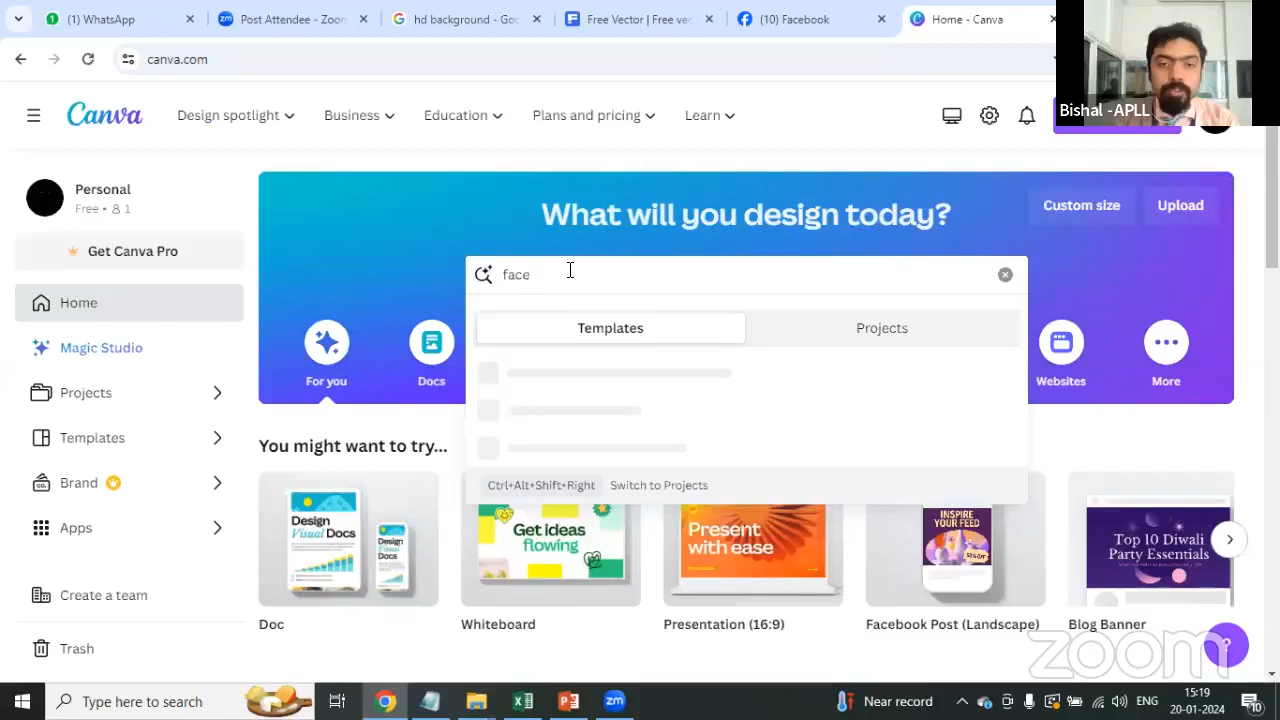 (1) WhatsApp
Post Attendee - Zoom
hd background - Goo
Free Vector | Free vec
(10) Facebook
Home - Canva
canva.com
Bishal -APLL
Canva
Design spotlight
Business
Education
Plans and pricing
Learn
Personal
Free • 1
Get Canva Pro
Home
Magic Studio
Projects
Templates
Brand
Apps
Create a team
Trash
What will you design today?
Custom size
Upload
face
Templates
Projects
Ctrl+Alt+Shift+Right
Switch to Projects
For you
Docs
Websites
More
You might want to try...
Design
Visual Docs
Design
Visual
Docs
Get ideas
flowing
Present
with ease
INSPIRE
YOUR FEED
Top 10 Diwali
Party Essentials
Doc
Whiteboard
Presentation (16:9)
Facebook Post (Landscape)
Blog Banner
?
zoom
Type here to search
Near record
ENG
15:19
20-01-2024
10